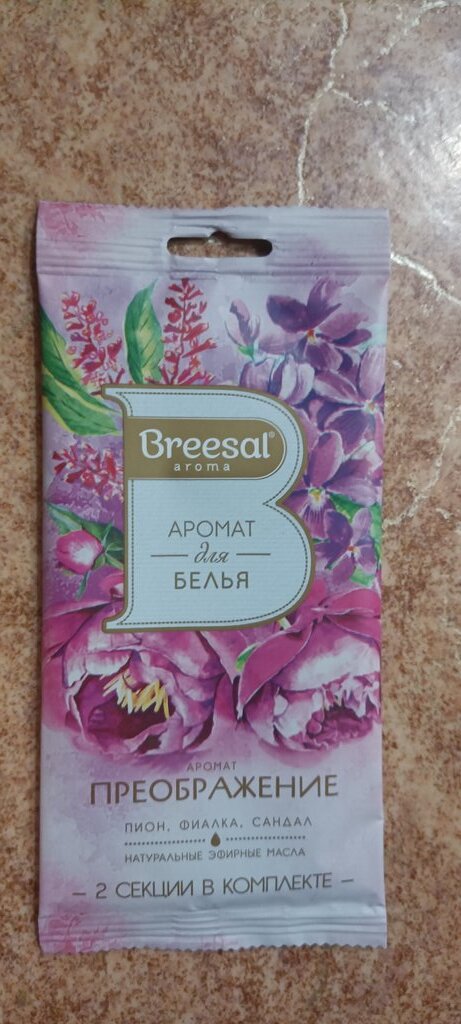 Breesal®
aroma
АРОМАТ
для
БЕЛЬЯ
АРОМАТ
ПРЕОБРАЖЕНИЕ
ПИОН, ФИАЛКА, САНДАЛ
НАТУРАЛЬНЫЕ ЭФИРНЫЕ МАСЛА
– 2 СЕКЦИИ В КОМПЛЕКТЕ –